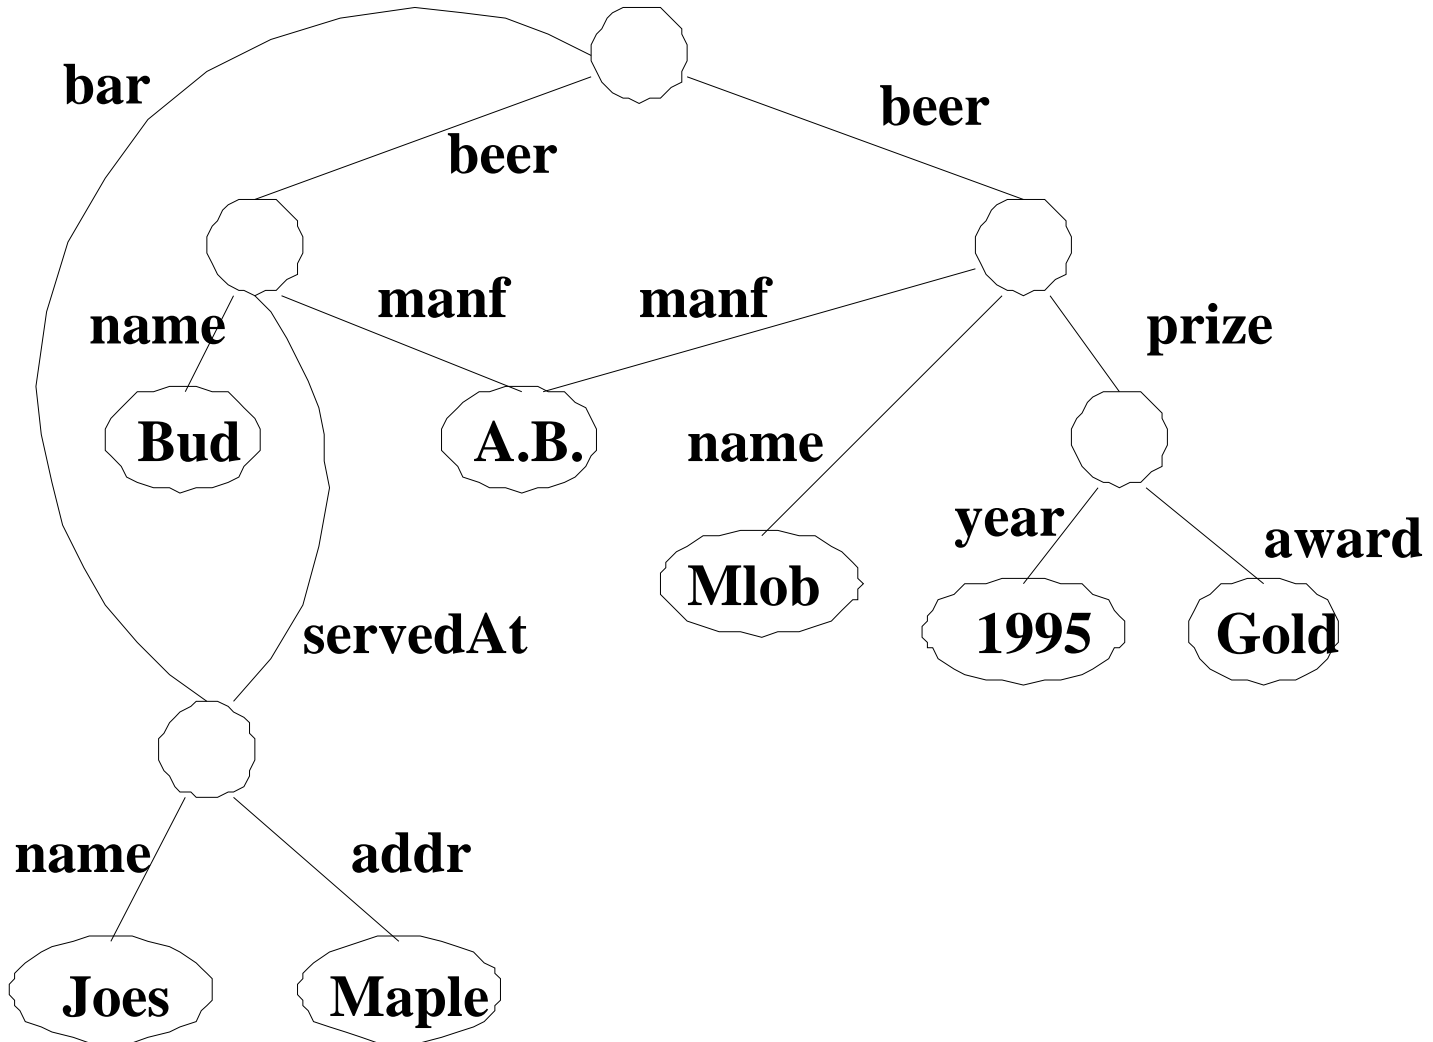 bar
beer
beer
name
manf
manf
prize
Bud
A.B.
name
year
award
Mlob
1995
Gold
servedAt
name
addr
Joes
Maple